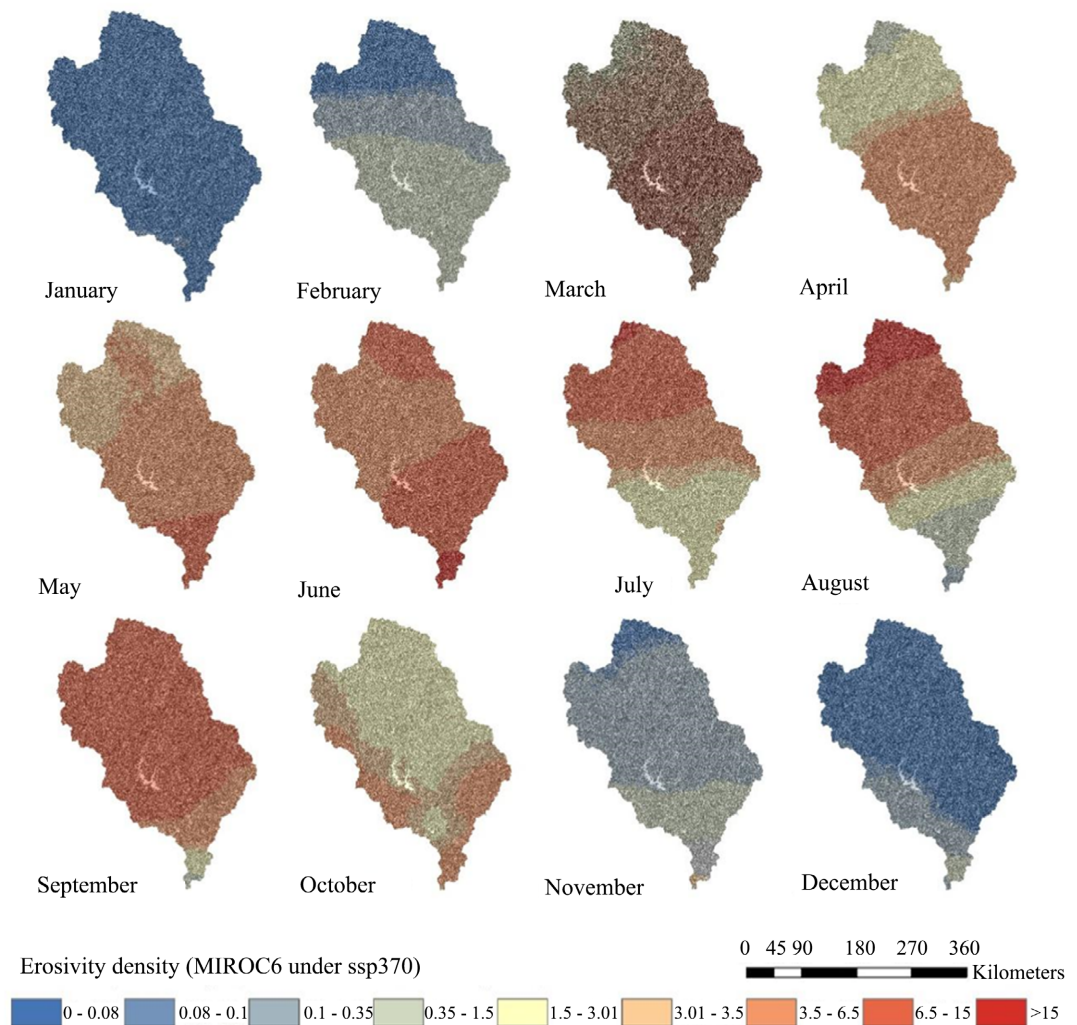 January
February
March
April
May
June
July
August
September
October
November
December
Erosivity density (MIROC6 under ssp370)
0 45 90 180 270 360
Kilometers
0 - 0.08 0.08 - 0.1 0.1 - 0.35 0.35 - 1.5 1.5 - 3.01 3.01 - 3.5 3.5 - 6.5 6.5 - 15 >15